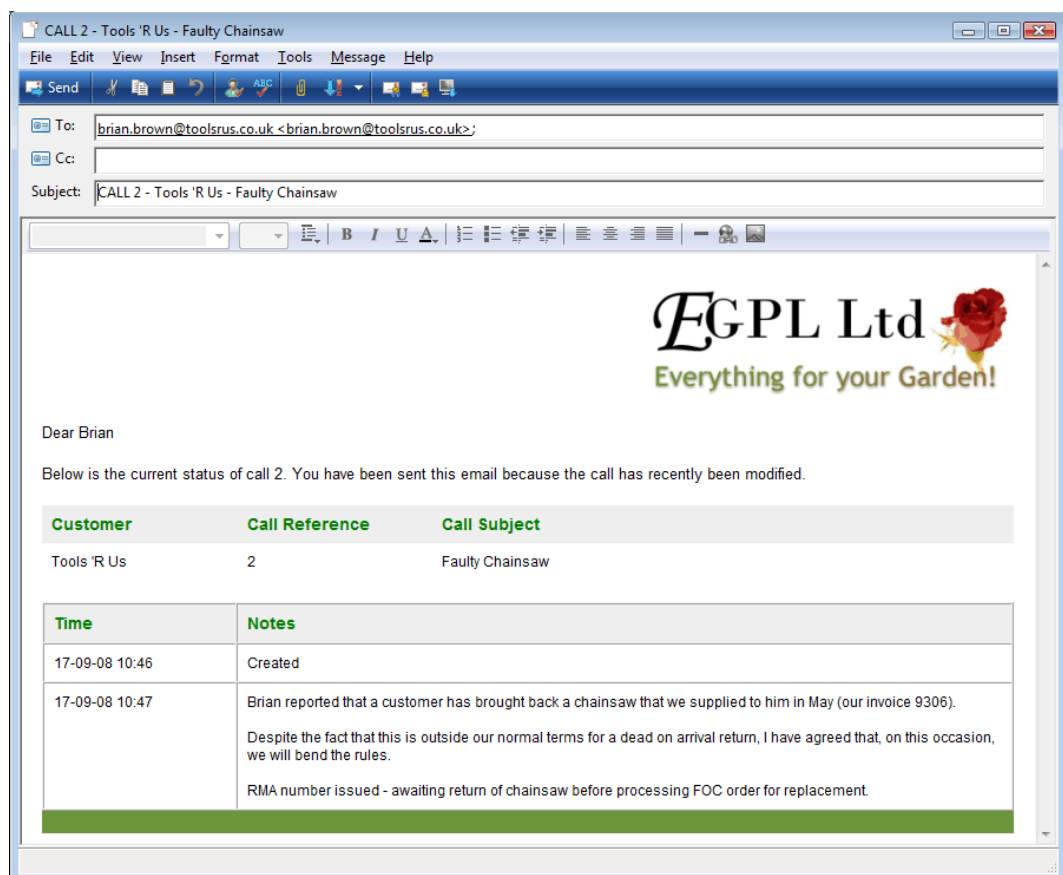 CALL 2 - Tools 'R Us - Faulty Chainsaw
File Edit View Insert Format Tools Message Help
Send ABC
To: brian.brown@toolsrus.co.uk <brian.brown@toolsrus.co.uk>;
Cc:
Subject: CALL 2 - Tools 'R Us - Faulty Chainsaw
B I U A
EGPL Ltd
Everything for your Garden!
Dear Brian
Below is the current status of call 2. You have been sent this email because the call has recently been modified.
Customer Call Reference Call Subject
Tools 'R Us 2 Faulty Chainsaw
Time Notes
17-09-08 10:46 Created
17-09-08 10:47 Brian reported that a customer has brought back a chainsaw that we supplied to him in May (our invoice 9306).
Despite the fact that this is outside our normal terms for a dead on arrival return, I have agreed that, on this occasion,
we will bend the rules.
RMA number issued - awaiting return of chainsaw before processing FOC order for replacement.